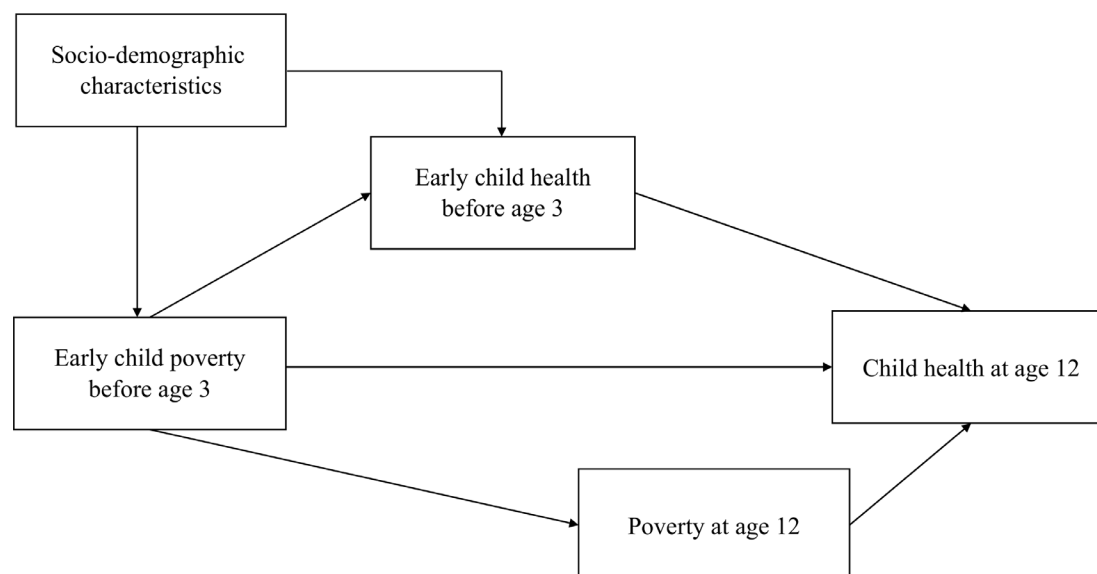 Socio-demographic
characteristics
Early child health
before age 3
Early child poverty
before age 3
Child health at age 12
Poverty at age 12